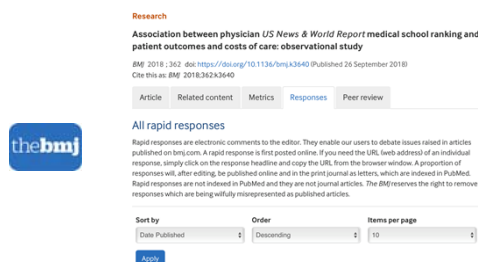 Research
Association between physician US News & World Report medical school ranking and
patient outcomes and costs of care: observational study
BMJ 2018 ; 362 doi: https://doi.org/10.1136/bmj.k3640 (Published 26 September 2018)
Cite this as: BMJ 2018;362:k3640
Article Related content Metrics Responses Peer review
thebmj
All rapid responses
Rapid responses are electronic comments to the editor. They enable our users to debate issues raised in articles
published on bmj.com. A rapid response is first posted online. If you need the URL (web address) of an individual
response, simply click on the response headline and copy the URL from the browser window. A proportion of
responses will, after editing, be published online and in the print journal as letters, which are indexed in PubMed.
Rapid responses are not indexed in PubMed and they are not journal articles. The BMJ reserves the right to remove
responses which are being wilfully misrepresented as published articles.
Sort by Order Items per page
Date Published Descending 10
Apply